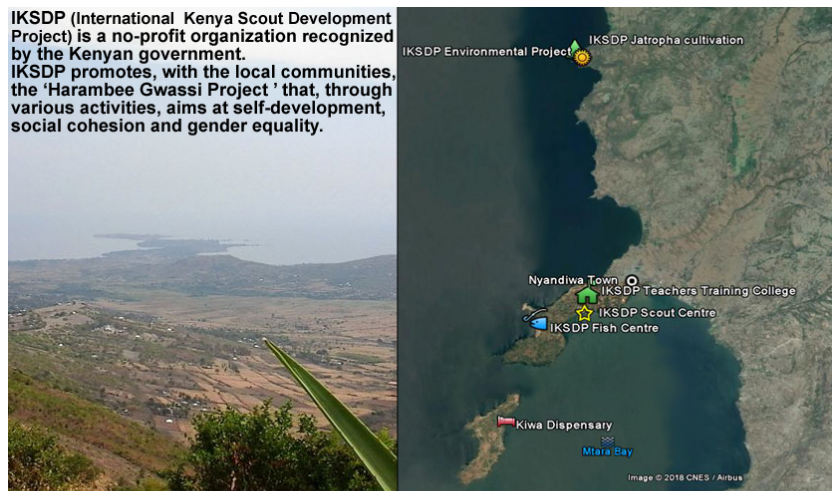 IKSDP (International Kenya Scout Development
Project) is a no-profit organization recognized
by the Kenyan government.
IKSDP promotes, with the local communities,
the ‘Harambee Gwassi Project ’ that, through
various activities, aims at self-development,
social cohesion and gender equality.
IKSDP Jatropha cultivation
IKSDP Environmental Project
Nyandiwa Town
IKSDP Teachers Training College
IKSDP Scout Centre
IKSDP Fish Centre
Kiwa Dispensary
Mtara Bay
Image © 2018 CNES / Airbus